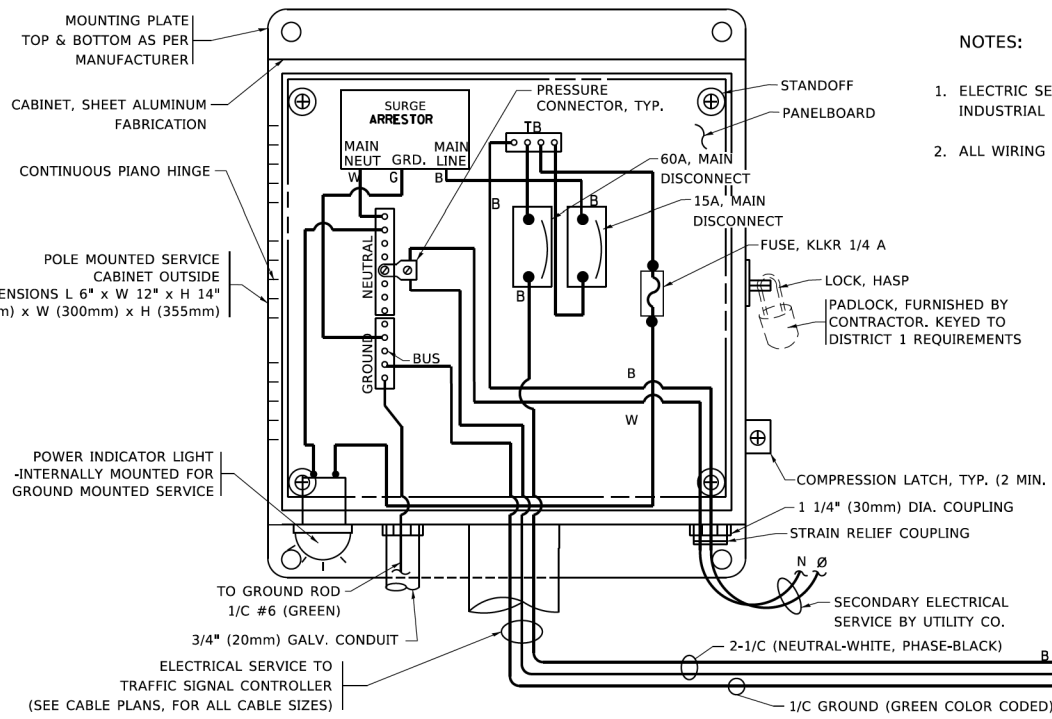 MOUNTING PLATE
TOP & BOTTOM AS PER
MANUFACTURER
CABINET, SHEET ALUMINUM
FABRICATION
CONTINUOUS PIANO HINGE
POLE MOUNTED SERVICE
CABINET OUTSIDE
ENSIONS L 6" x W 12" x H 14"
m) x W (300mm) x H (355mm)
POWER INDICATOR LIGHT
-INTERNALLY MOUNTED FOR
GROUND MOUNTED SERVICE
SURGE
ARRESTOR
MAIN
NEUT
GRD.
MAIN
LINE
W
G
B
PRESSURE
CONNECTOR, TYP.
TB
NEUTRAL
GROUND
BUS
B
B
B
B
W
STANDOFF
PANELBOARD
60A, MAIN
DISCONNECT
15A, MAIN
DISCONNECT
FUSE, KLKR 1/4 A
LOCK, HASP
PADLOCK, FURNISHED BY
CONTRACTOR. KEYED TO
DISTRICT 1 REQUIREMENTS
COMPRESSION LATCH, TYP. (2 MIN.
1 1/4" (30mm) DIA. COUPLING
STRAIN RELIEF COUPLING
N Ø
SECONDARY ELECTRICAL
SERVICE BY UTILITY CO.
TO GROUND ROD
1/C #6 (GREEN)
3/4" (20mm) GALV. CONDUIT
ELECTRICAL SERVICE TO
TRAFFIC SIGNAL CONTROLLER
(SEE CABLE PLANS, FOR ALL CABLE SIZES)
2-1/C (NEUTRAL-WHITE, PHASE-BLACK)
B
1/C GROUND (GREEN COLOR CODED)
NOTES:
1. ELECTRIC SE
INDUSTRIAL
2. ALL WIRING